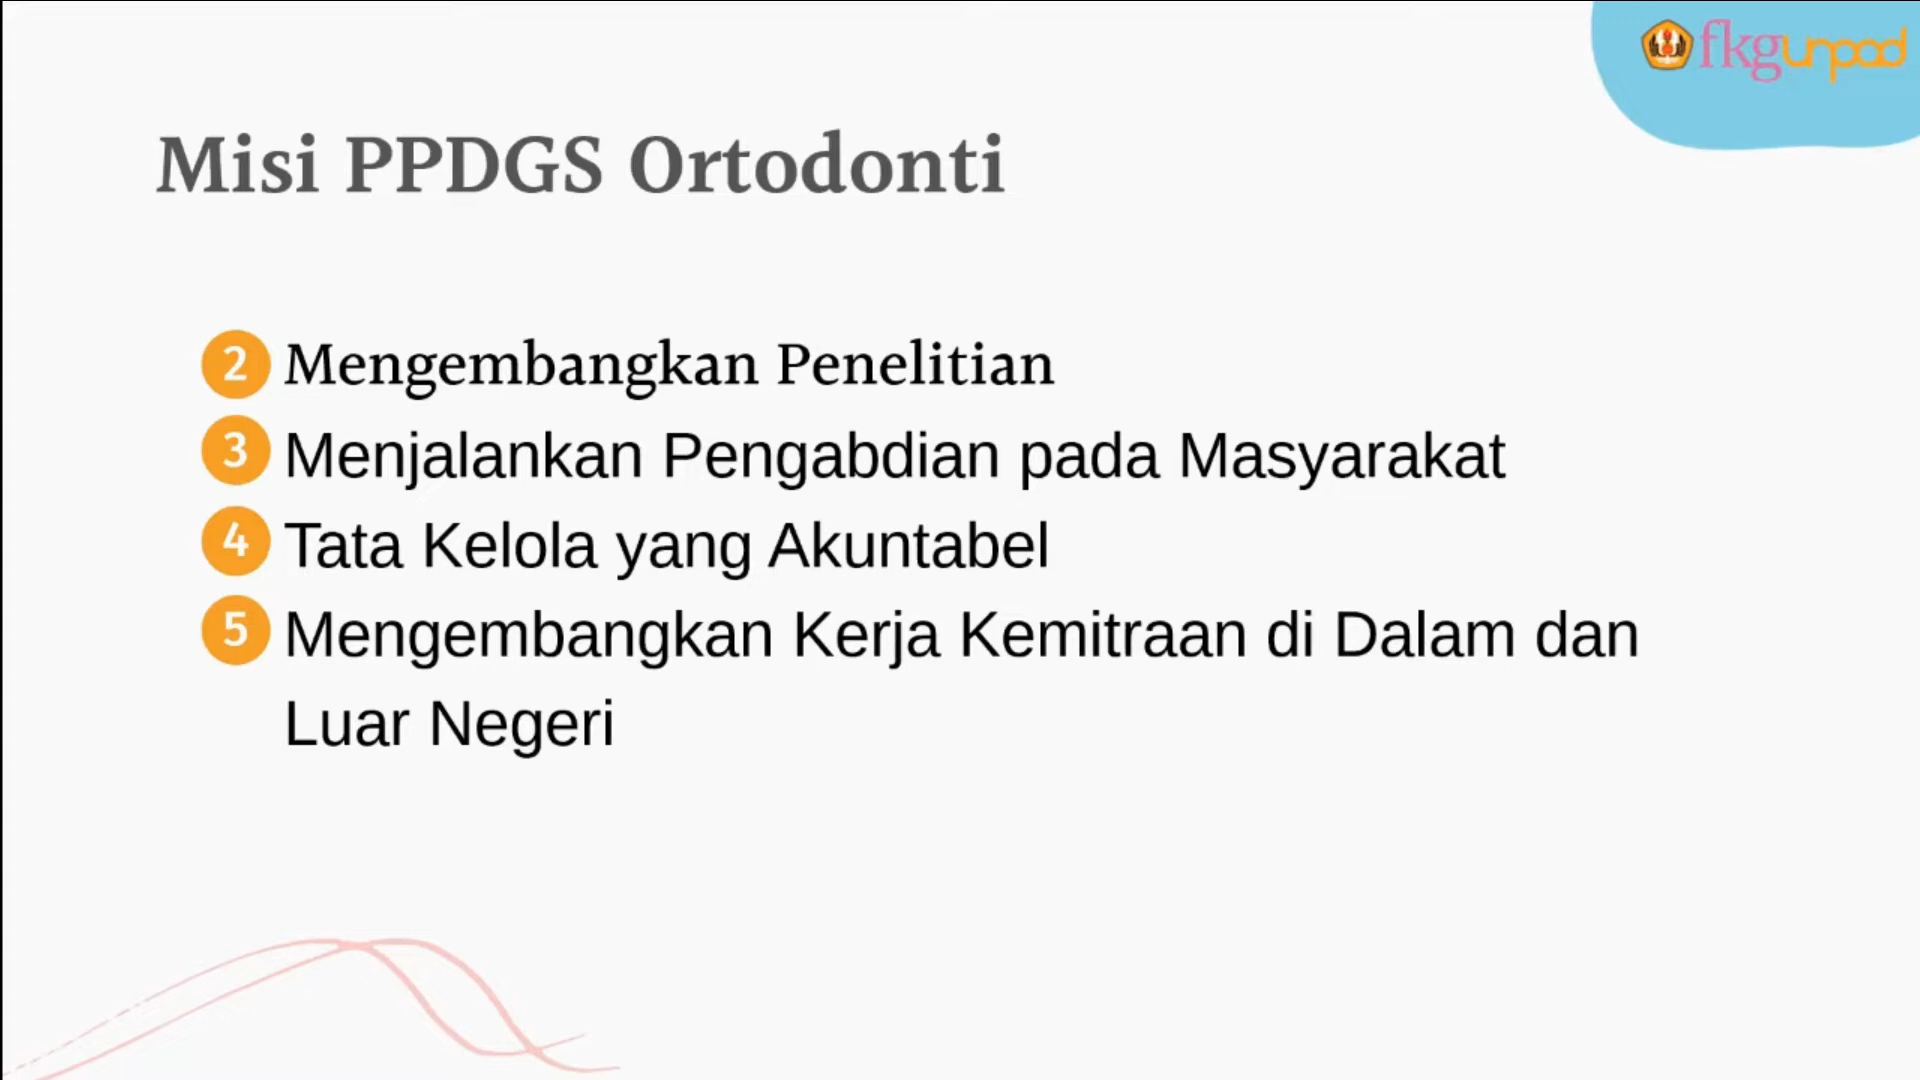 fkgunpad
Misi PPDGS Ortodonti
2 Mengembangkan Penelitian
3 Menjalankan Pengabdian pada Masyarakat
4 Tata Kelola yang Akuntabel
5 Mengembangkan Kerja Kemitraan di Dalam dan
Luar Negeri